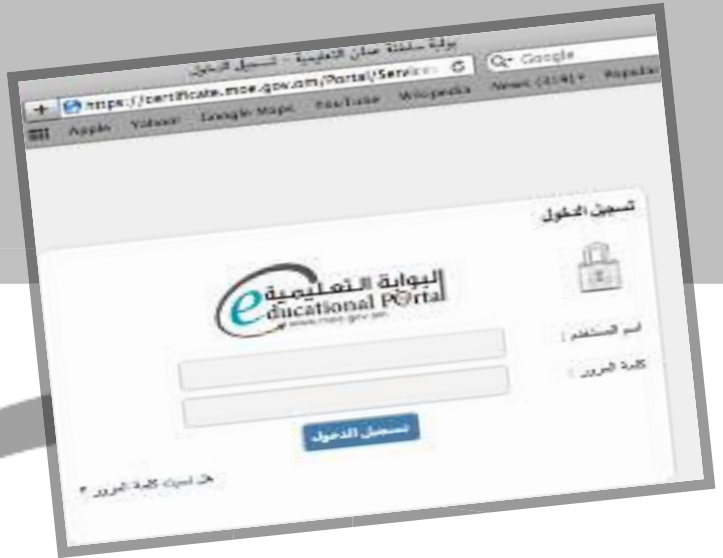 بوابة سلطنة عمان التعليمية - تسجيل الدخول
https://certificate.moe.gov.om/Portal/Services
Google
Apple Yahoo! Google Maps YouTube Wikipedia News Popular
تسجيل الدخول
البوابة التعليمية
educational Portal
www.moe.gov.om
اسم المستخدم :
كلمة المرور :
تسجيل الدخول
هل نسيت كلمة المرور ؟